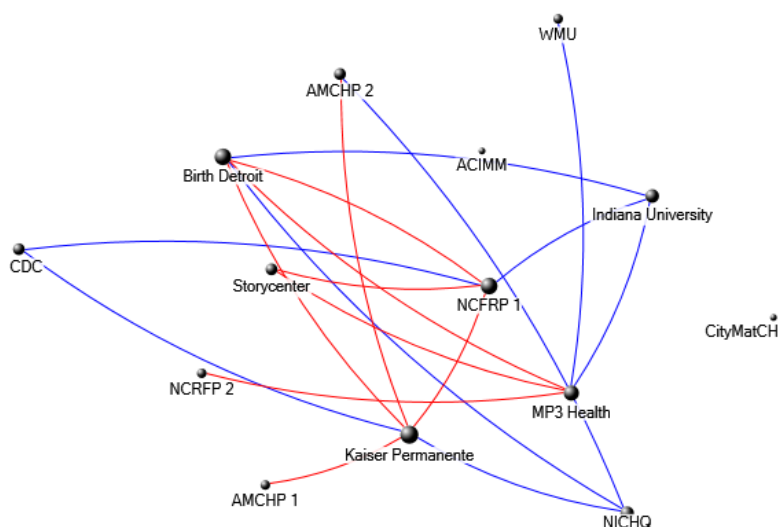 WMU
AMCHP 2
ACIMM
Birth Detroit
Indiana University
CDC
Storycenter
NCFRP 1
CityMatCH
NCRFP 2
MP3 Health
Kaiser Permanente
AMCHP 1
NICHQ